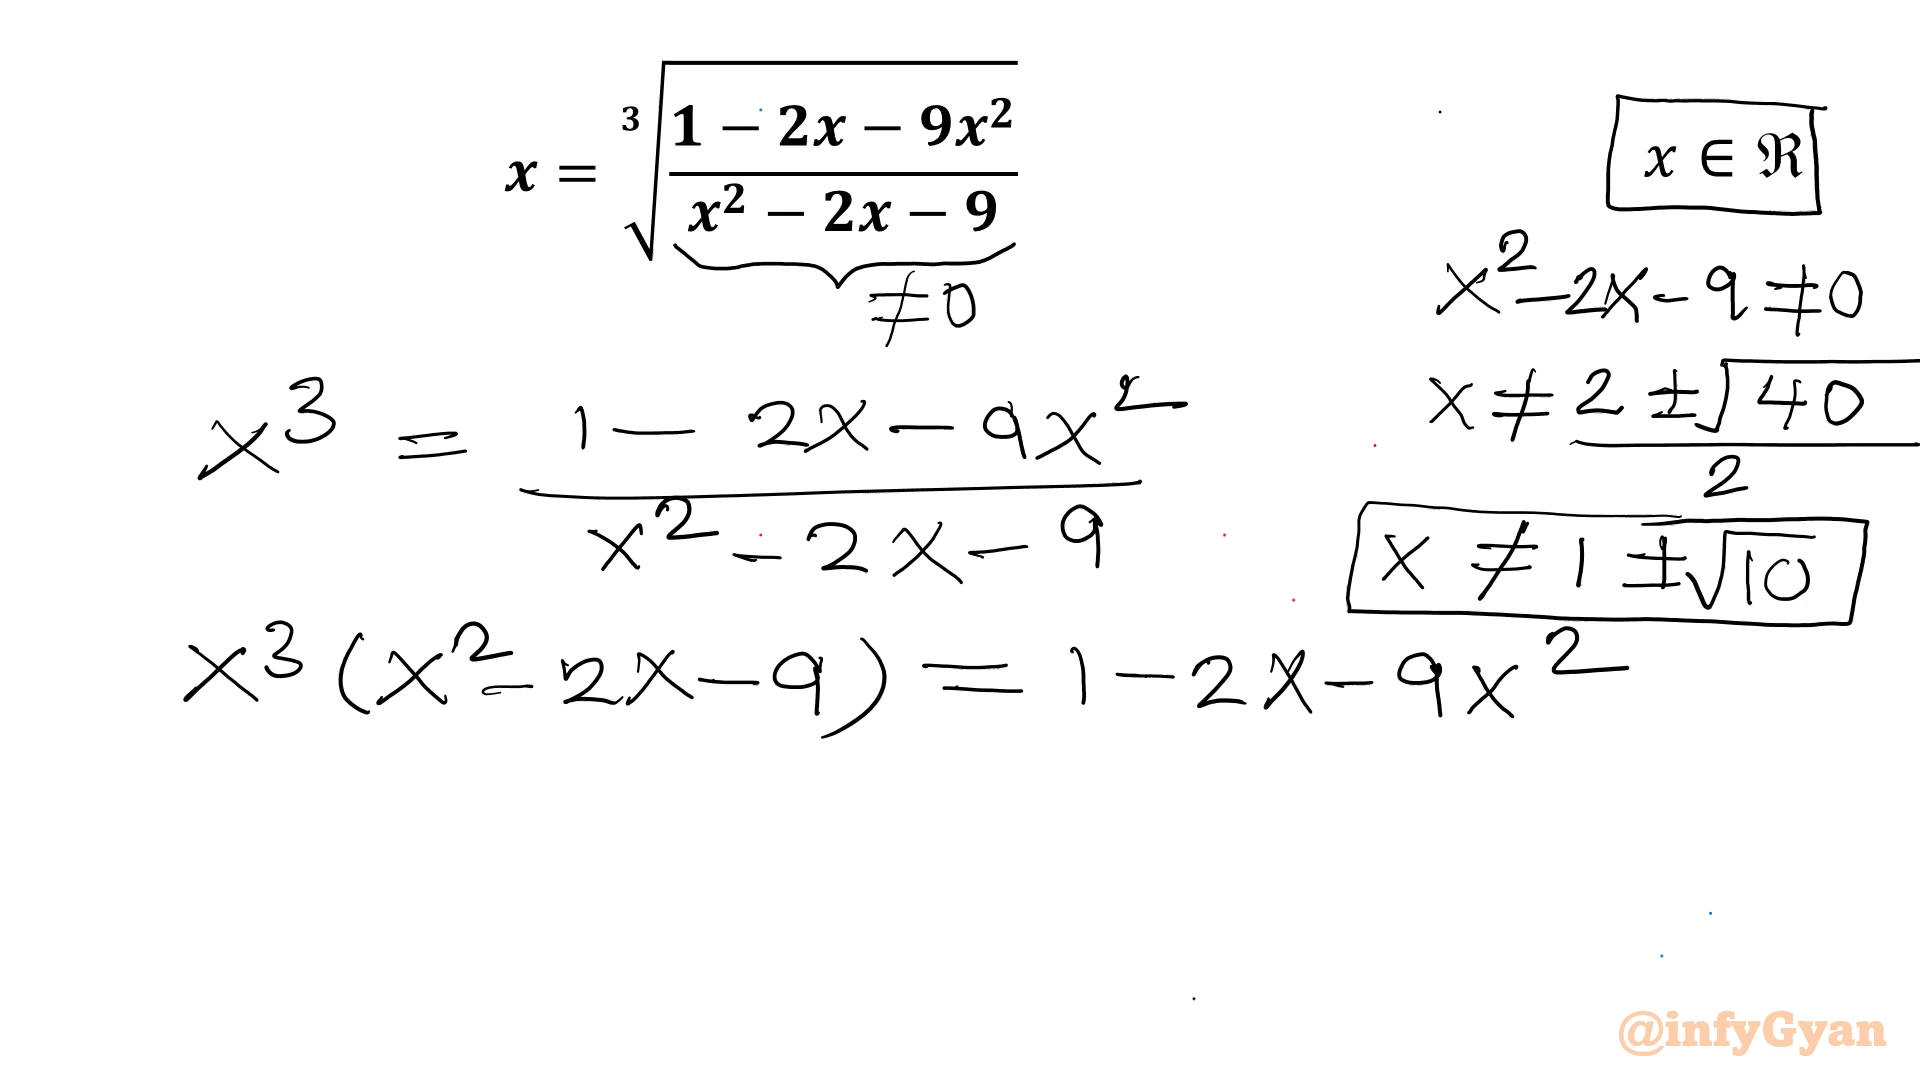 x = ∛((1 − 2x − 9x²)/(x² − 2x − 9))
≠0
x ∈ ℜ
x² − 2x − 9 ≠ 0
x ≠ (2 ± √40)/2
x ≠ 1 ± √10
x³ = (1 − 2x − 9x²)/(x² − 2x − 9)
x³(x² − 2x − 9) = 1 − 2x − 9x²
@infyGyan